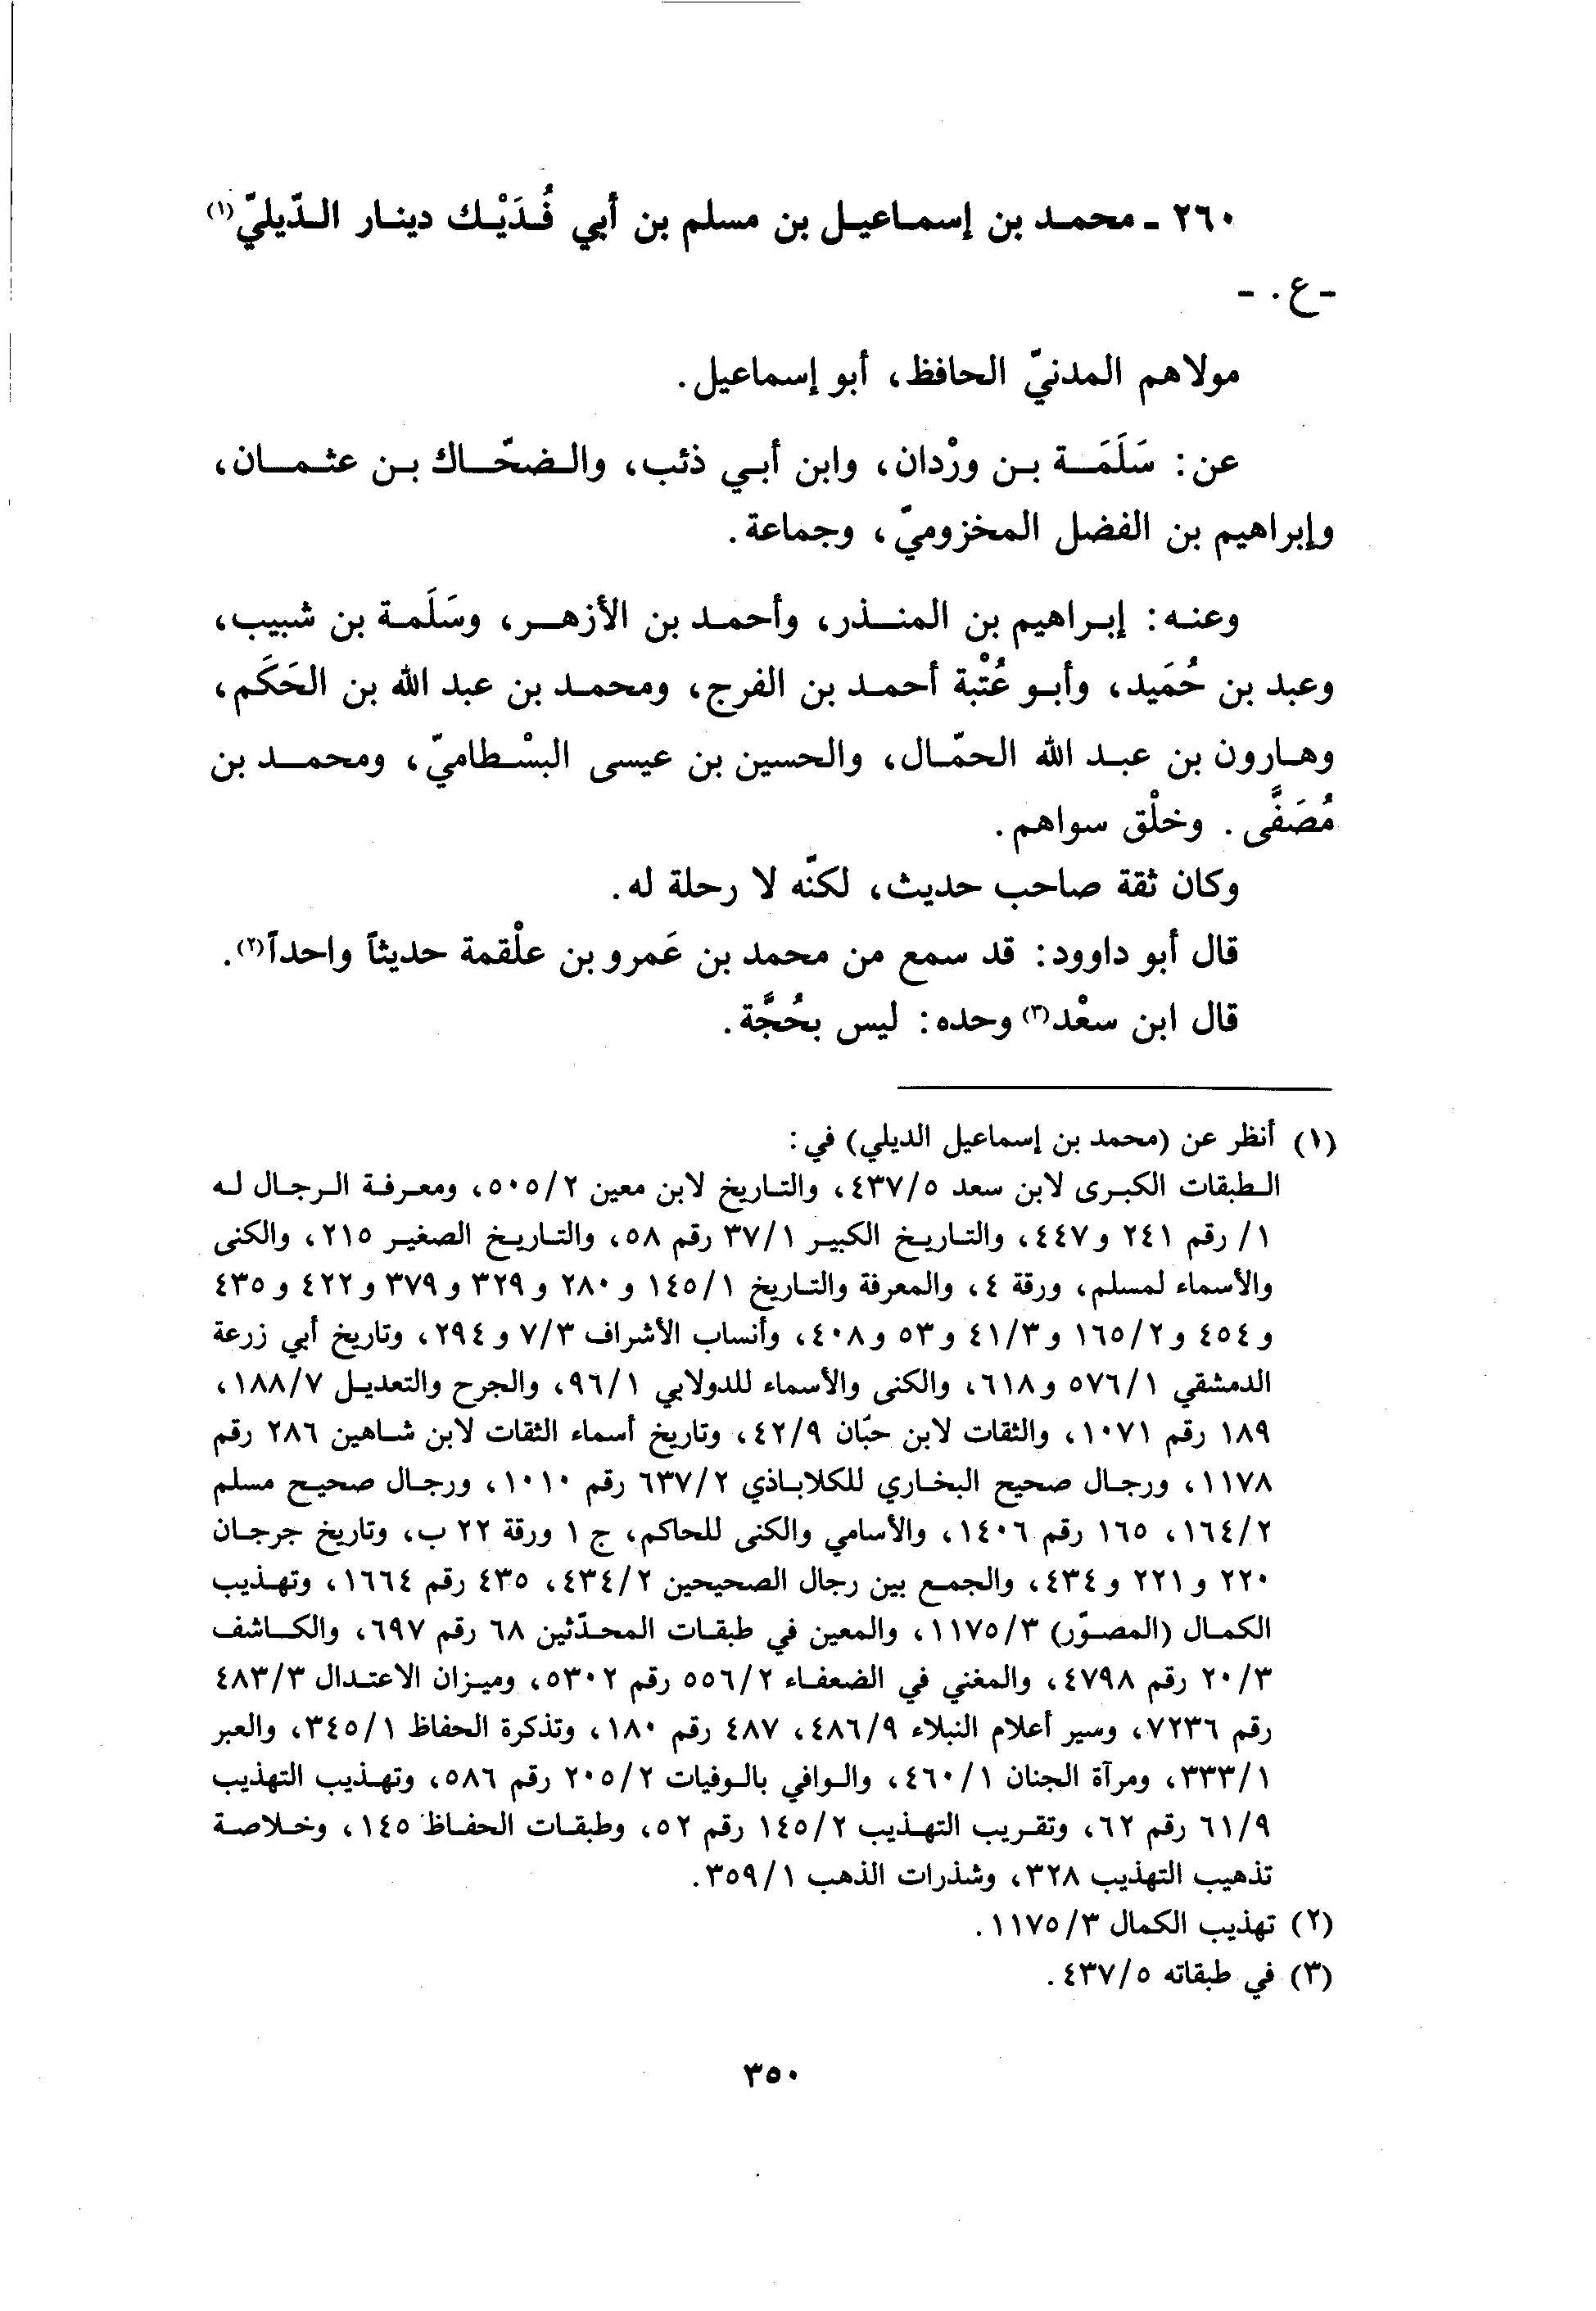 ٢٦٠ ـ محمد بن إسماعيل بن مسلم بن أبي فُدَيْك دينار الدّيليّ(١)
-ع. -
مولاهم المدنيّ الحافظ، أبو إسماعيل.
عن: سَلَمَة بن ورْدان، وابن أبي ذئب، والضحّاك بن عثمان،
وإبراهيم بن الفضل المخزوميّ، وجماعة.
وعنه: إبراهيم بن المنذر، وأحمد بن الأزهر، وسَلَمة بن شبيب،
وعبد بن حُمَيد، وأبو عُتْبة أحمد بن الفرج، ومحمد بن عبد الله بن الحَكَم،
وهارون بن عبد الله الحمّال، والحسين بن عيسى البسْطاميّ، ومحمد بن
مُصَفًّى. وخلْق سواهم.
وكان ثقة صاحب حديث، لكنّه لا رحلة له.
قال أبو داوود: قد سمع من محمد بن عَمرو بن علْقمة حديثاً واحداً(٢).
قال ابن سعْد(٣) وحده: ليس بحُجَّة.
(١) أنظر عن (محمد بن إسماعيل الديلي) في:
الطبقات الكبرى لابن سعد ٤٣٧/٥، والتاريخ لابن معين ٥٠٥/٢، ومعرفة الرجال له
١/ رقم ٢٤١ و٤٤٧، والتاريخ الكبير ٣٧/١ رقم ٥٨، والتاريخ الصغير ٢١٥، والكنى
والأسماء لمسلم، ورقة ٤، والمعرفة والتاريخ ١٤٥/١ و ٢٨٠ و ٣٢٩ و ٣٧٩ و ٤٢٢ و ٤٣٥
و ٤٥٤ و ١٦٥/٢ و ٤١/٣ و ٥٣ و ٤٠٨، وأنساب الأشراف ٧/٣ و ٢٩٤، وتاريخ أبي زرعة
الدمشقي ٥٧٦/١ و ٦١٨، والكنى والأسماء للدولابي ٩٦/١، والجرح والتعديل ١٨٨/٧،
١٨٩ رقم ١٠٧١، والثقات لابن حبّان ٤٢/٩، وتاريخ أسماء الثقات لابن شاهين ٢٨٦ رقم
١١٧٨، ورجال صحيح البخاري للكلاباذي ٦٣٧/٢ رقم ١٠١٠، ورجال صحيح مسلم
١٦٤/٢، ١٦٥ رقم ١٤٠٦، والأسامي والكنى للحاكم، ج ١ ورقة ٢٢ ب، وتاريخ جرجان
٢٢٠ و ٢٢١ و ٤٣٤، والجمع بين رجال الصحيحين ٤٣٤/٢، ٤٣٥ رقم ١٦٦٤، وتهذيب
الكمال (المصوّر) ١١٧٥/٣، والمعين في طبقات المحدّثين ٦٨ رقم ٦٩٧، والكاشف
٢٠/٣ رقم ٤٧٩٨، والمغني في الضعفاء ٥٥٦/٢ رقم ٥٣٠٢، وميزان الاعتدال ٤٨٣/٣
رقم ٧٢٣٦، وسير أعلام النبلاء ٤٨٦/٩، ٤٨٧ رقم ١٨٠، وتذكرة الحفاظ ٣٤٥/١، والعبر
٣٣٣/١، ومرآة الجنان ٤٦٠/١، والوافي بالوفيات ٢٠٥/٢ رقم ٥٨٦، وتهذيب التهذيب
٦١/٩ رقم ٦٢، وتقريب التهذيب ١٤٥/٢ رقم ٥٢، وطبقات الحفاظ ١٤٥، وخلاصة
تذهيب التهذيب ٣٢٨، وشذرات الذهب ٣٥٩/١.
(٢) تهذيب الكمال ١١٧٥/٣.
(٣) في طبقاته ٤٣٧/٥.
٣٥٠